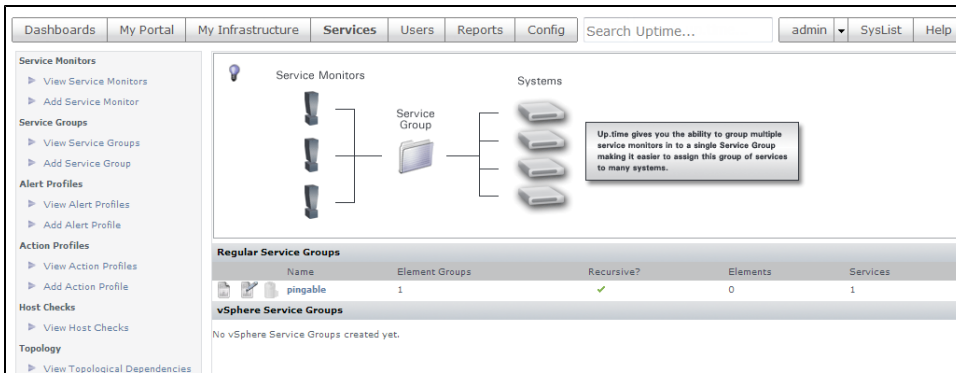 Dashboards My Portal My Infrastructure Services Users Reports Config Search Uptime... admin SysList Help
Service Monitors
View Service Monitors
Add Service Monitor
Service Groups
View Service Groups
Add Service Group
Alert Profiles
View Alert Profiles
Add Alert Profile
Action Profiles
View Action Profiles
Add Action Profile
Host Checks
View Host Checks
Topology
View Topological Dependencies
Service Monitors
Systems
Service
Group
Up.time gives you the ability to group multiple
service monitors in to a single Service Group
making it easier to assign this group of services
to many systems.
Regular Service Groups
Name Element Groups Recursive? Elements Services
pingable 1 0 1
vSphere Service Groups
No vSphere Service Groups created yet.